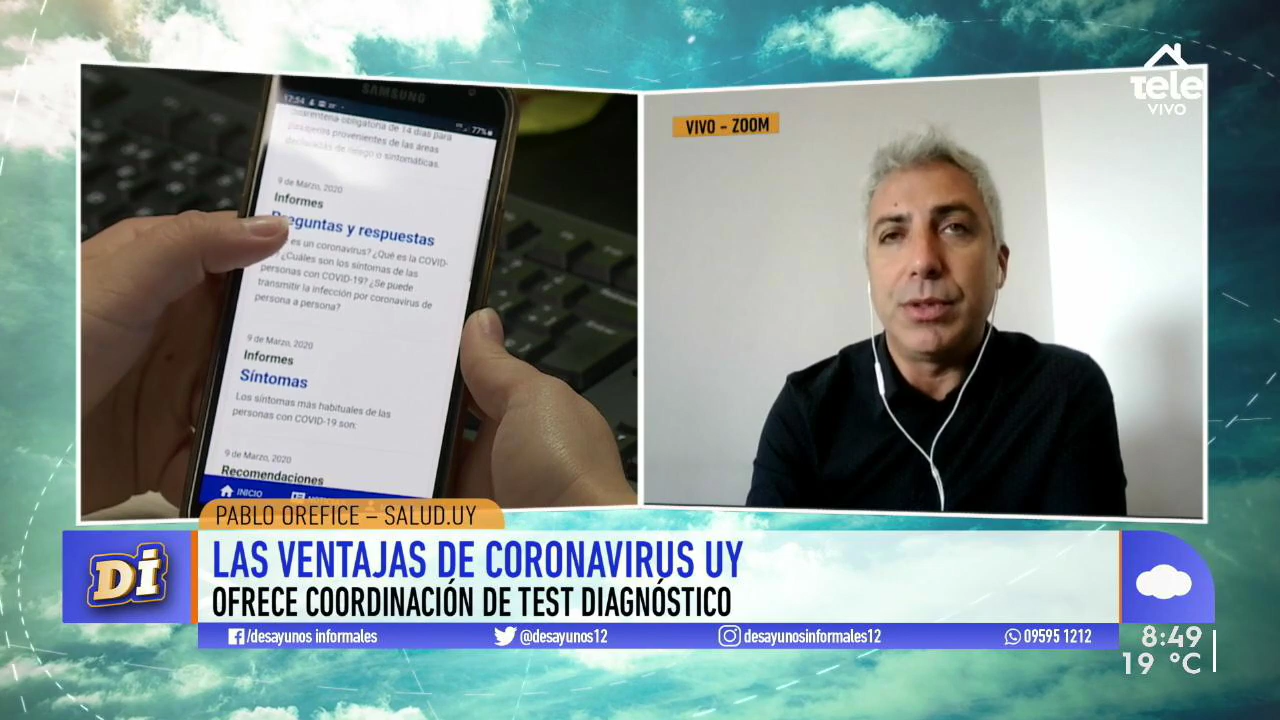 tele
VIVO
VIVO – ZOOM
SAMSUNG
17:54
77%
obligatoria de 14 días para
pasajeros provenientes de las áreas
de riesgo o sintomáticas.
9 de Marzo, 2020
Informes
Preguntas y respuestas
es un coronavirus? ¿Qué es la COVID-
? ¿Cuáles son los síntomas de las
personas con COVID-19? ¿Se puede
transmitir la infección por coronavirus de
persona a persona?
9 de Marzo, 2020
Informes
Síntomas
Los síntomas más habituales de las
personas con COVID-19 son:
9 de Marzo, 2020
Recomendaciones
INICIO
PABLO OREFICE – SALUD.UY
Di
LAS VENTAJAS DE CORONAVIRUS UY
OFRECE COORDINACIÓN DE TEST DIAGNÓSTICO
/desayunos informales @desayunos12 desayunosinformales12 09595 1212
8:49
19 °C